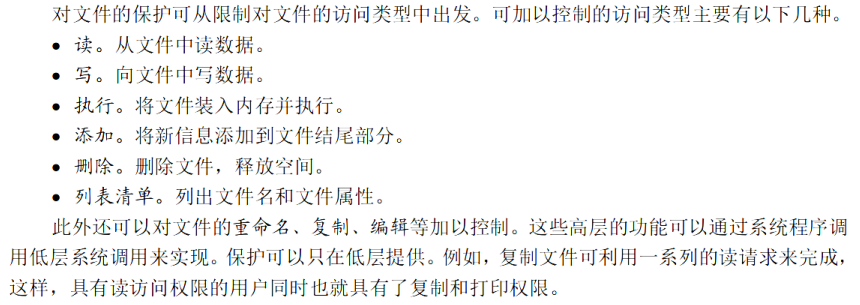 对文件的保护可从限制对文件的访问类型中出发。可加以控制的访问类型主要有以下几种。
• 读。从文件中读数据。
• 写。向文件中写数据。
• 执行。将文件装入内存并执行。
• 添加。将新信息添加到文件结尾部分。
• 删除。删除文件，释放空间。
• 列表清单。列出文件名和文件属性。
此外还可以对文件的重命名、复制、编辑等加以控制。这些高层的功能可以通过系统程序调
用低层系统调用来实现。保护可以只在低层提供。例如，复制文件可利用一系列的读请求来完成，
这样，具有读访问权限的用户同时也就具有了复制和打印权限。